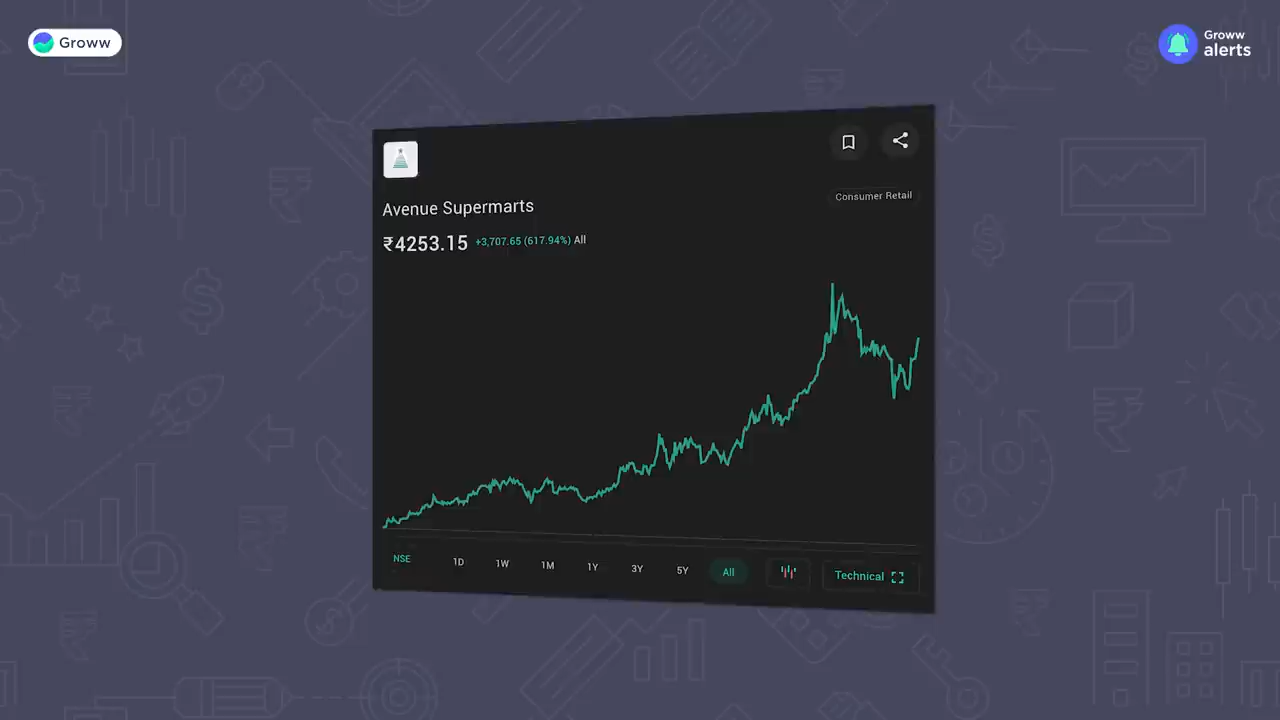 Groww
Groww
alerts
Avenue Supermarts
Consumer Retail
₹4253.15 +3,707.65 (617.94%) All
NSE 1D 1W 1M 1Y 3Y 5Y All Technical